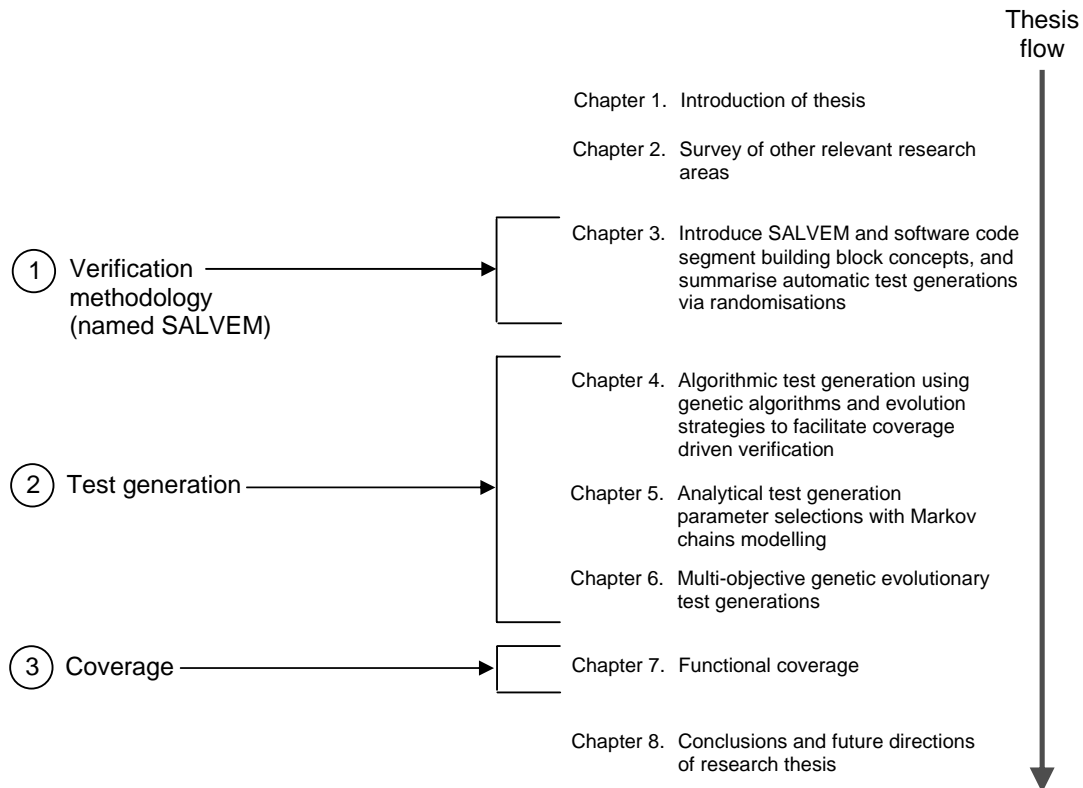 Thesis
flow
Chapter 1. Introduction of thesis
Chapter 2. Survey of other relevant research
areas
1 Verification
methodology
(named SALVEM)
Chapter 3. Introduce SALVEM and software code
segment building block concepts, and
summarise automatic test generations
via randomisations
2 Test generation
Chapter 4. Algorithmic test generation using
genetic algorithms and evolution
strategies to facilitate coverage
driven verification
Chapter 5. Analytical test generation
parameter selections with Markov
chains modelling
Chapter 6. Multi-objective genetic evolutionary
test generations
3 Coverage
Chapter 7. Functional coverage
Chapter 8. Conclusions and future directions
of research thesis